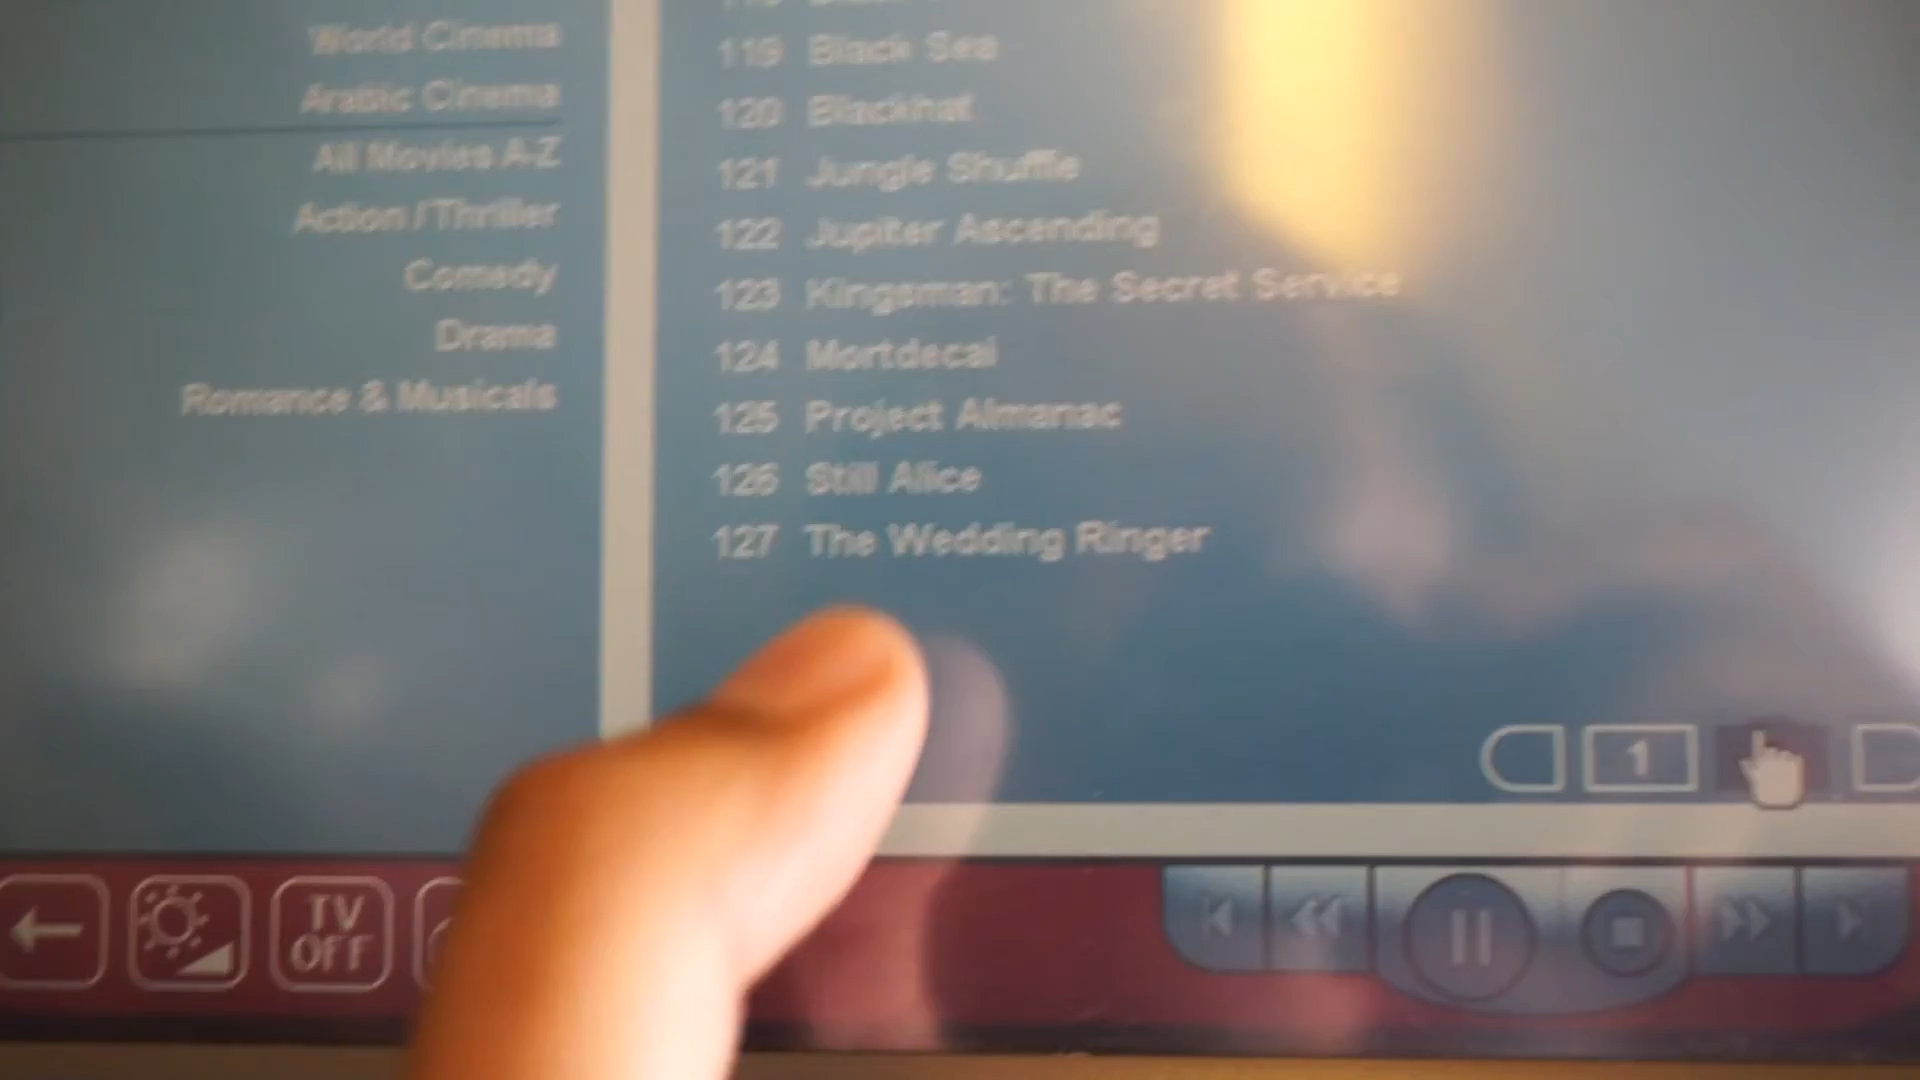 World Cinema
Arabic Cinema
All Movies A-Z
Action / Thriller
Comedy
Drama
Romance & Musicals
119 Black Sea
120 Blackhat
121 Jungle Shuffle
122 Jupiter Ascending
123 Kingsman: The Secret Service
124 Mortdecai
125 Project Almanac
126 Still Alice
127 The Wedding Ringer
1
TV
OFF